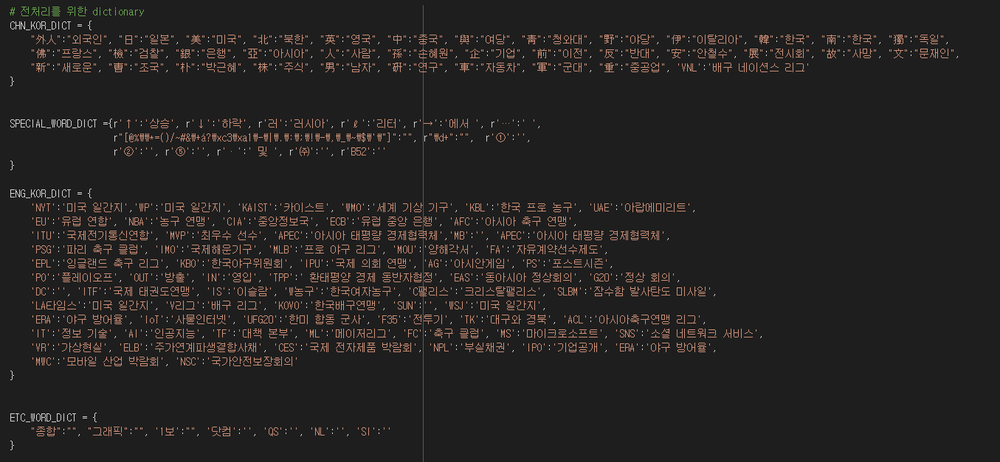 # 전처리를 위한 dictionary
CHN_KOR_DICT = {
"外人":"외국인", "日":"일본", "美":"미국", "北":"북한", "英":"영국", "中":"중국", "與":"여당", "靑":"청와대", "野":"야당", "伊":"이탈리아", "韓":"한국", "南":"한국", "獨":"독일",
"佛":"프랑스", "檢":"검찰", "銀":"은행", "亞":"아시아", "人":"사람", "孫":"손혜원", "企":"기업", "前":"이전", "反":"반대", "安":"안철수", "展":"전시회", "故":"사망", "文":"문재인",
"新":"새로운", "曺":"조국", "朴":"박근혜", "株":"주식", "男":"남자", "硏":"연구", "車":"자동차", "軍":"군대", "重":"중공업", 'VNL':'배구 네이션스 리그'
}
SPECIAL_WORD_DICT ={r'↑':'상승', r'↓':'하락', r'러':'러시아', r'ℓ':'리터', r'→':'에서 ', r'…':' ',
r"[@%₩₩*=()/~#&₩+á?₩xc3₩xa1₩-₩|₩.₩:₩;₩!₩-₩,₩_₩~₩$₩'₩"]":"", r"₩d+":"", r'①':'',
r'②':'', r'⑤':'', r'·':' 및 ', r'㈜':'', r'B52':''
}
ENG_KOR_DICT = {
'NYT':'미국 일간지','WP':'미국 일간지', 'KAIST':'카이스트', 'WMO':'세계 기상 기구', 'KBL':'한국 프로 농구', 'UAE':'아랍에미리트',
'EU':'유럽 연합', 'NBA':'농구 연맹', 'CIA':'중앙정보국', 'ECB':'유럽 중앙 은행', 'AFC':'아시아 축구 연맹',
'ITU':'국제전기통신연합', 'MVP':'최우수 선수', 'APEC':'아시아 태평량 경제협력체','MB':'', 'APEC':'아시아 태평량 경제협력체',
'PSG':'파리 축구 클럽', 'IMO':'국제해운기구', 'MLB':'프로 야구 리그', 'MOU':'양해각서', 'FA':'자유계약선수제도',
'EPL':'잉글랜드 축구 리그', 'KBO':'한국야구위원회', 'IPU':'국제 의회 연맹', 'AG':'아시안게임', 'PS':'포스트시즌',
'PO':'플레이오프', 'OUT':'방출', 'IN':'영입', 'TPP':' 환태평양 경제 동반자협정', 'EAS':'동아시아 정상회의', 'G20':'정상 회의',
'DC':'', 'ITF':'국제 태권도연맹', 'IS':'이슬람', 'W농구':'한국여자농구', 'C팰리스':'크리스탈팰리스', 'SLBM':'잠수함 발사탄도 미사일',
'LA타임스':'미국 일간지', 'V리그':'배구 리그', 'KOVO':'한국배구연맹', 'SUN':'', 'WSJ':'미국 일간지',
'ERA':'야구 방어율', 'IoT':'사물인터넷', 'UFG20':'한미 합동 군사', 'F35':'전투기', 'TK':'대구와 경북', 'ACL':'아시아축구연맹 리그',
'IT':'정보 기술', 'AI':'인공지능', 'TF':'대책 본부', 'ML':'메이저리그', 'FC':'축구 클럽', 'MS':'마이크로소프트', 'SNS':'소셜 네트워크 서비스',
'VR':'가상현실', 'ELB':'주가연계파생결합사채', 'CES':'국제 전자제품 박람회', 'NPL':'부실채권', 'IPO':'기업공개', 'ERA':'야구 방어율',
'MWC':'모바일 산업 박람회', 'NSC':'국가안전보장회의'
}
ETC_WORD_DICT = {
"종합":"", "그래픽":"", '1보':"", '닷컴':'', 'QS':'', 'NL':'', 'SI':''
}